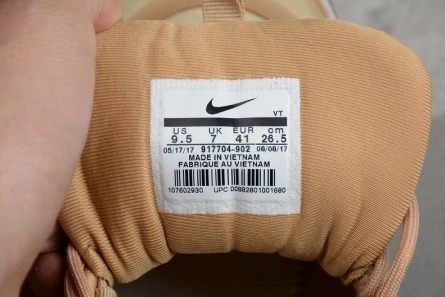 VT
US UK EUR cm
9.5 7 41 26.5
05/17/17 917704-902 08/08/17
MADE IN VIETNAM
FABRIQUE AU VIETNAM
107602930 UPC 00882801001680